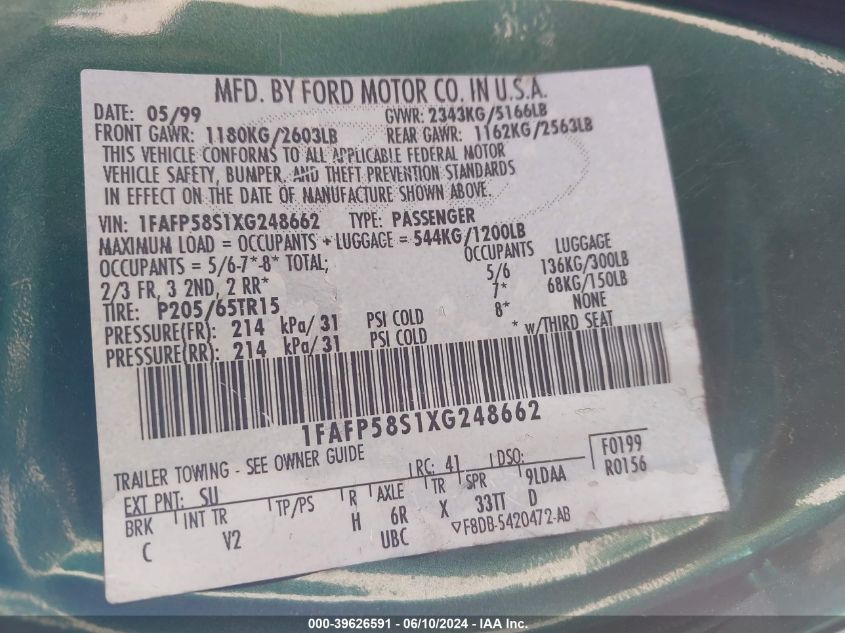 MFD. BY FORD MOTOR CO. IN U.S.A.
DATE: 05/99 GVWR: 2343KG/5166LB
FRONT GAWR: 1180KG/2603LB REAR GAWR: 1162KG/2563LB
THIS VEHICLE CONFORMS TO ALL APPLICABLE FEDERAL MOTOR
VEHICLE SAFETY, BUMPER, AND THEFT PREVENTION STANDARDS
IN EFFECT ON THE DATE OF MANUFACTURE SHOWN ABOVE.
VIN: 1FAFP58S1XG248662 TYPE: PASSENGER
MAXIMUM LOAD = OCCUPANTS + LUGGAGE = 544KG/1200LB
OCCUPANTS = 5/6-7*-8* TOTAL; OCCUPANTS LUGGAGE
2/3 FR, 3 2ND, 2 RR* 5/6 136KG/300LB
TIRE: P205/65TR15 7* 68KG/150LB
PRESSURE(FR): 214 kPa/31 PSI COLD 8* NONE
PRESSURE(RR): 214 kPa/31 PSI COLD * w/THIRD SEAT
1FAFP58S1XG248662
TRAILER TOWING - SEE OWNER GUIDE
EXT PNT: SU RC: 41 DSO: F0199
R0156
BRK INT TR TP/PS R AXLE TR SPR 9LDAA
C V2 H 6R X 33TT D
UBC ▽F8DB-5420472-AB
000-39626591 - 06/10/2024 - IAA Inc.